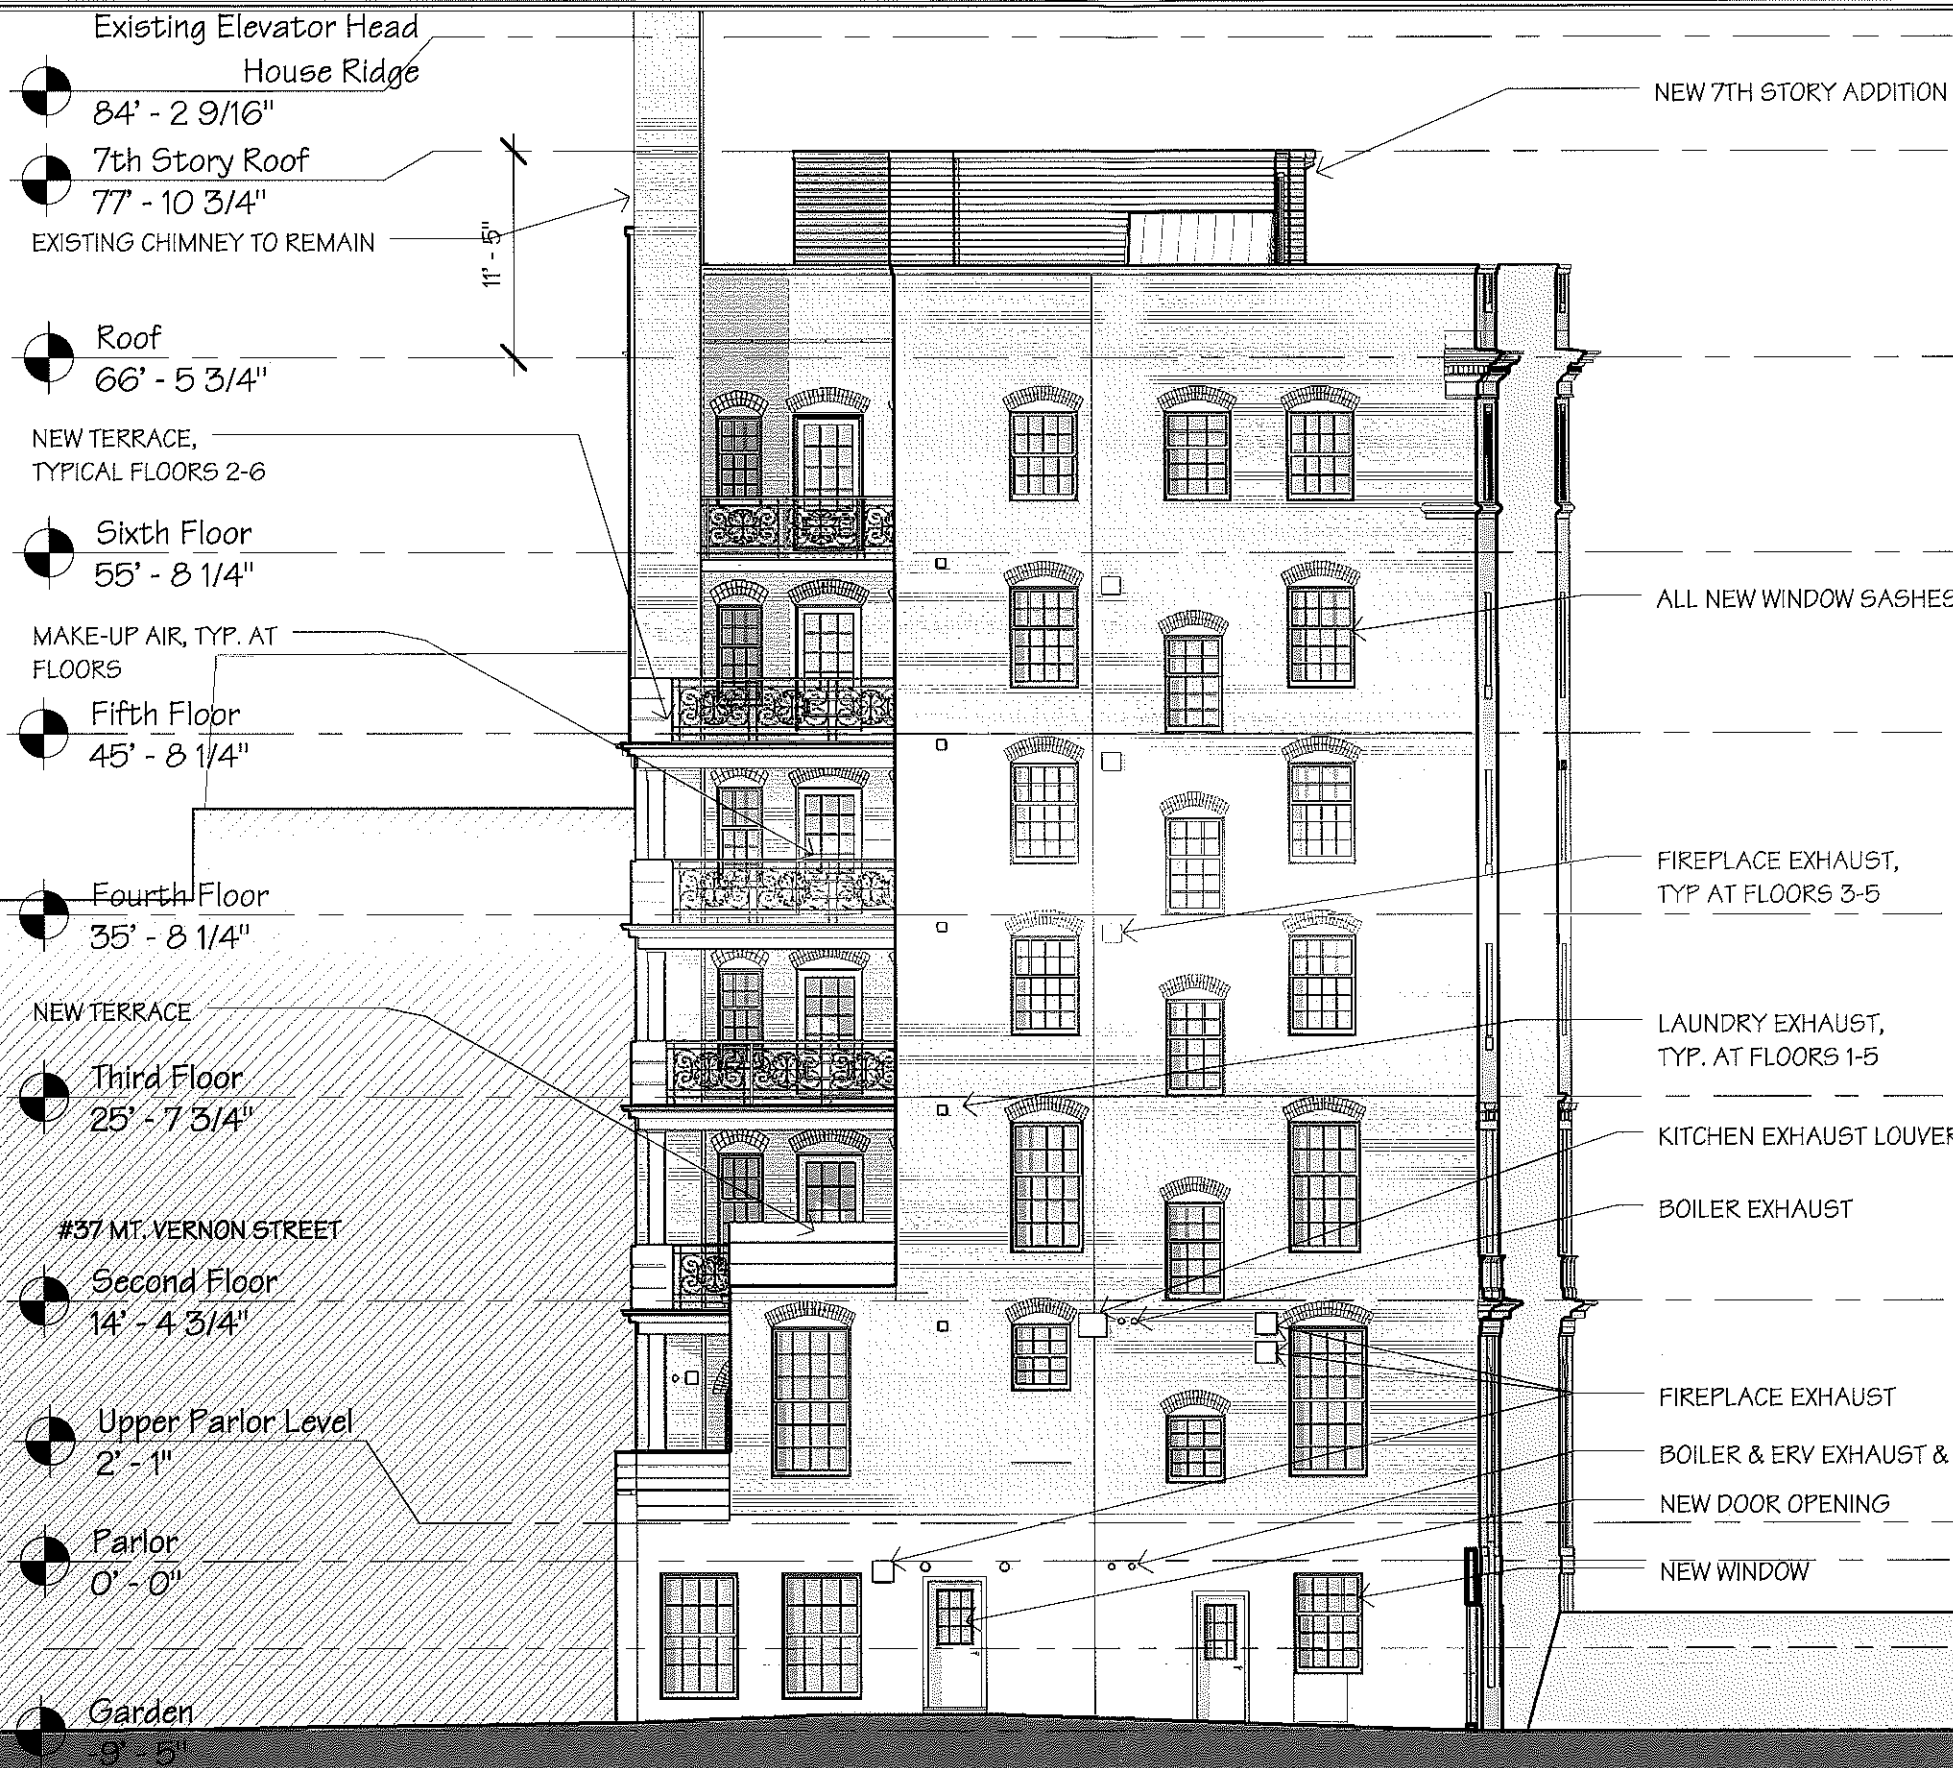 Existing Elevator Head
House Ridge
84' - 2 9/16"
7th Story Roof
77' - 10 3/4"
EXISTING CHIMNEY TO REMAIN
11' - 5"
Roof
66' - 5 3/4"
NEW TERRACE,
TYPICAL FLOORS 2-6
Sixth Floor
55' - 8 1/4"
MAKE-UP AIR, TYP. AT
FLOORS
Fifth Floor
45' - 8 1/4"
Fourth Floor
35' - 8 1/4"
NEW TERRACE
Third Floor
25' - 7 3/4"
#37 MT. VERNON STREET
Second Floor
14' - 4 3/4"
Upper Parlor Level
2' - 1"
Parlor
0' - 0"
Garden
-9' - 5"
NEW 7TH STORY ADDITION
ALL NEW WINDOW SASHES
FIREPLACE EXHAUST,
TYP AT FLOORS 3-5
LAUNDRY EXHAUST,
TYP. AT FLOORS 1-5
KITCHEN EXHAUST LOUVER
BOILER EXHAUST
FIREPLACE EXHAUST
BOILER & ERV EXHAUST &
NEW DOOR OPENING
NEW WINDOW